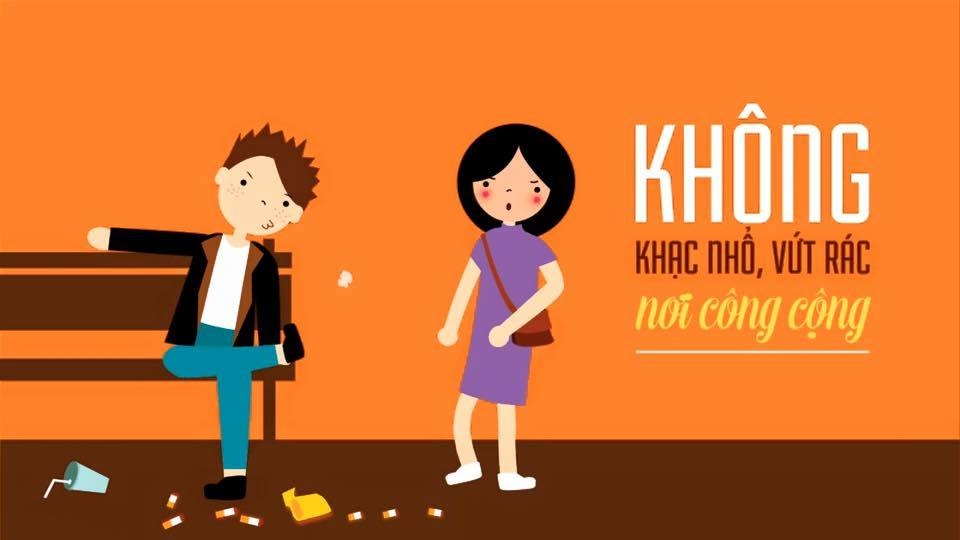 KHÔNG
KHẠC NHỔ, VỨT RÁC
nơi công cộng